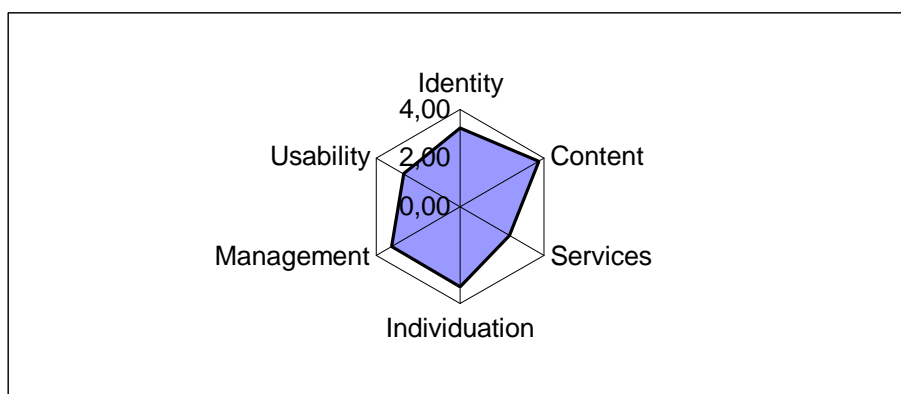 Identity
4,00
Usability
2,00
Content
0,00
Management
Services
Individuation